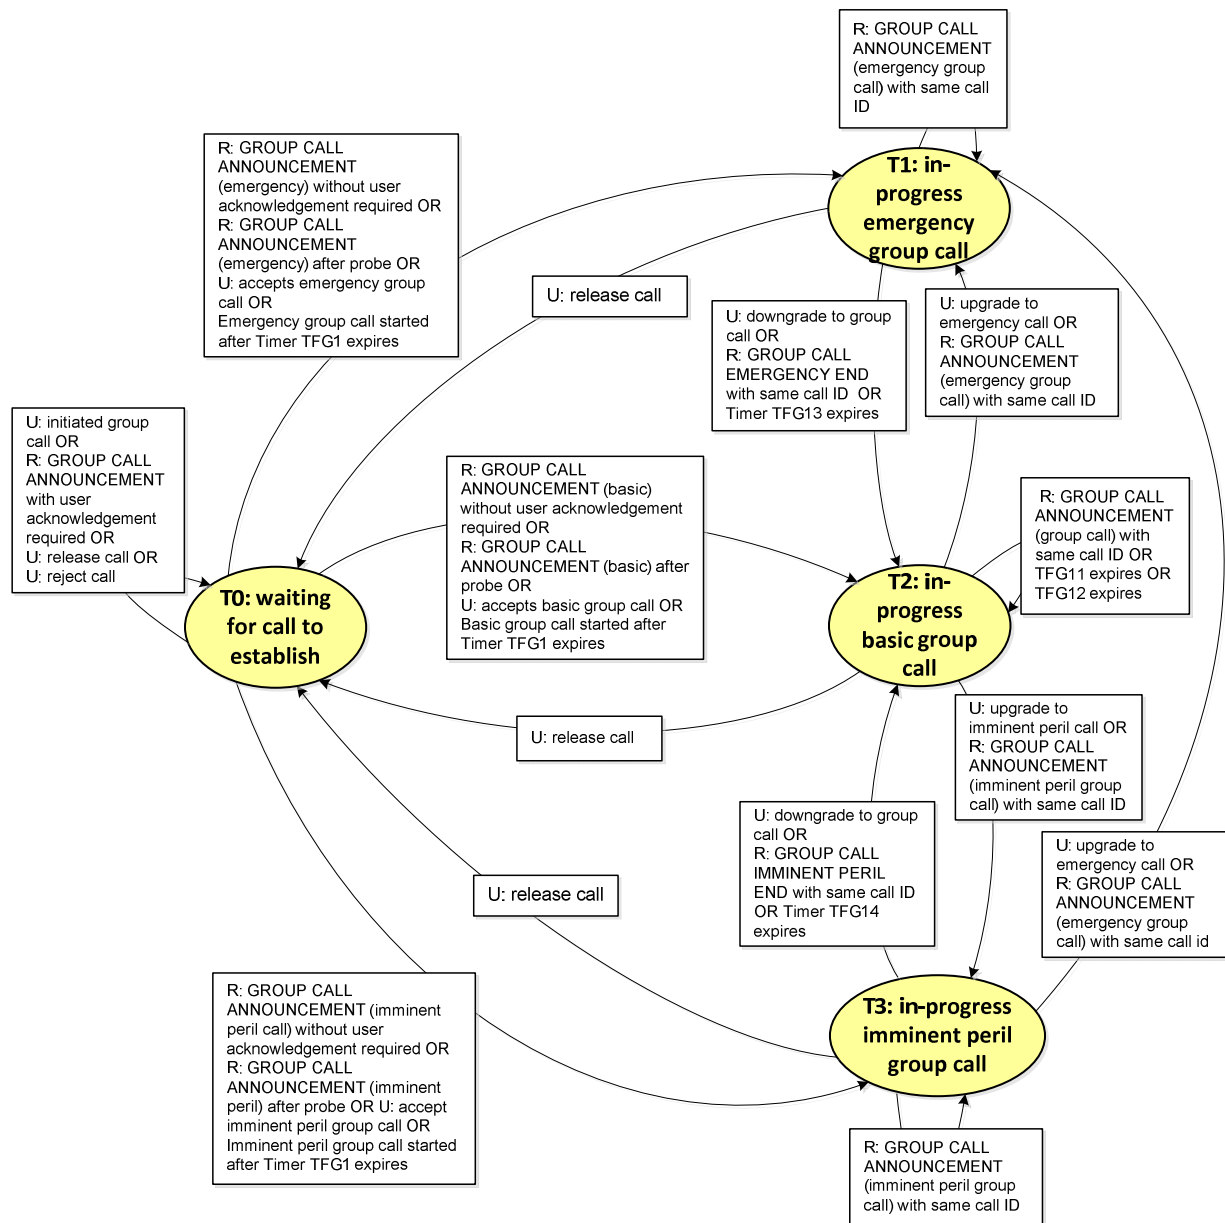 R: GROUP CALL
ANNOUNCEMENT
(emergency group
call) with same call
ID
R: GROUP CALL
ANNOUNCEMENT
(emergency) without user
acknowledgement required OR
R: GROUP CALL
ANNOUNCEMENT
(emergency) after probe OR
U: accepts emergency group
call OR
Emergency group call started
after Timer TFG1 expires
T1: in-
progress
emergency
group call
U: release call
U: downgrade to group
call OR
R: GROUP CALL
EMERGENCY END
with same call ID OR
Timer TFG13 expires
U: upgrade to
emergency call OR
R: GROUP CALL
ANNOUNCEMENT
(emergency group
call) with same call ID
U: initiated group
call OR
R: GROUP CALL
ANNOUNCEMENT
with user
acknowledgement
required OR
U: release call OR
U: reject call
R: GROUP CALL
ANNOUNCEMENT (basic)
without user acknowledgement
required OR
R: GROUP CALL
ANNOUNCEMENT (basic) after
probe OR
U: accepts basic group call OR
Basic group call started after
Timer TFG1 expires
R: GROUP CALL
ANNOUNCEMENT
(group call) with
same call ID OR
TFG11 expires OR
TFG12 expires
T0: waiting
for call to
establish
T2: in-
progress
basic group
call
U: release call
U: upgrade to
imminent peril call OR
R: GROUP CALL
ANNOUNCEMENT
(imminent peril group
call) with same call ID
U: downgrade to group
call OR
R: GROUP CALL
IMMINENT PERIL
END with same call ID
OR Timer TFG14
expires
U: upgrade to
emergency call OR
R: GROUP CALL
ANNOUNCEMENT
(emergency group
call) with same call id
U: release call
R: GROUP CALL
ANNOUNCEMENT (imminent
peril call) without user
acknowledgement required OR
R: GROUP CALL
ANNOUNCEMENT (imminent
peril) after probe OR U: accept
imminent peril group call OR
Imminent peril group call started
after Timer TFG1 expires
T3: in-progress
imminent peril
group call
R: GROUP CALL
ANNOUNCEMENT
(imminent peril group
call) with same call ID